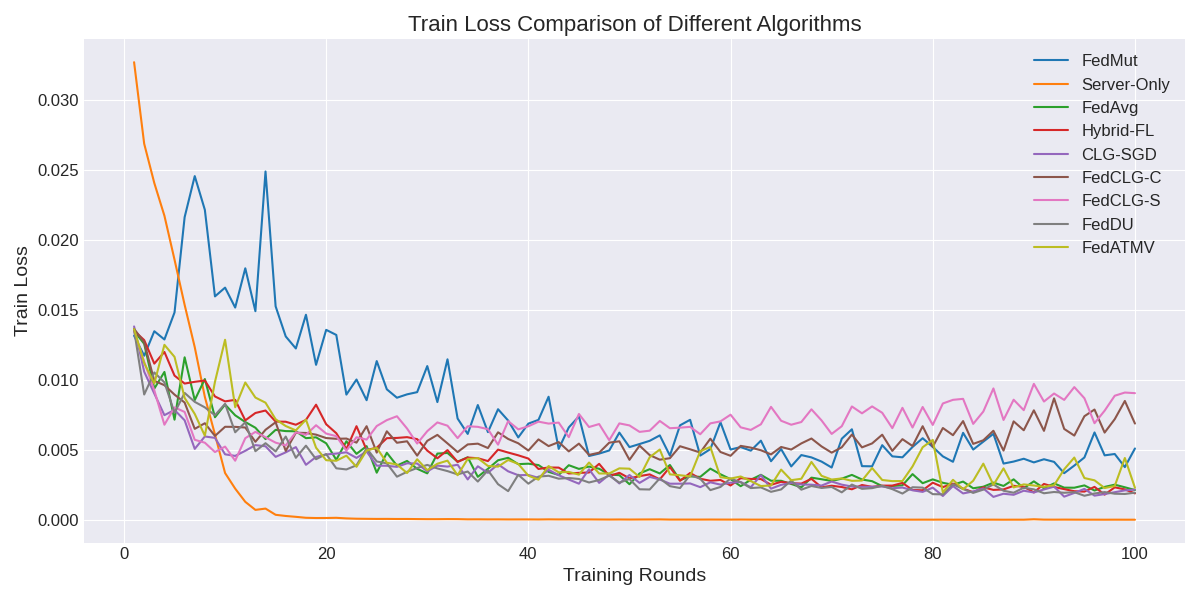 Train Loss Comparison of Different Algorithms
Train Loss
0.030
0.025
0.020
0.015
0.010
0.005
0.000
0 20 40 60 80 100
Training Rounds
FedMut
Server-Only
FedAvg
Hybrid-FL
CLG-SGD
FedCLG-C
FedCLG-S
FedDU
FedATMV